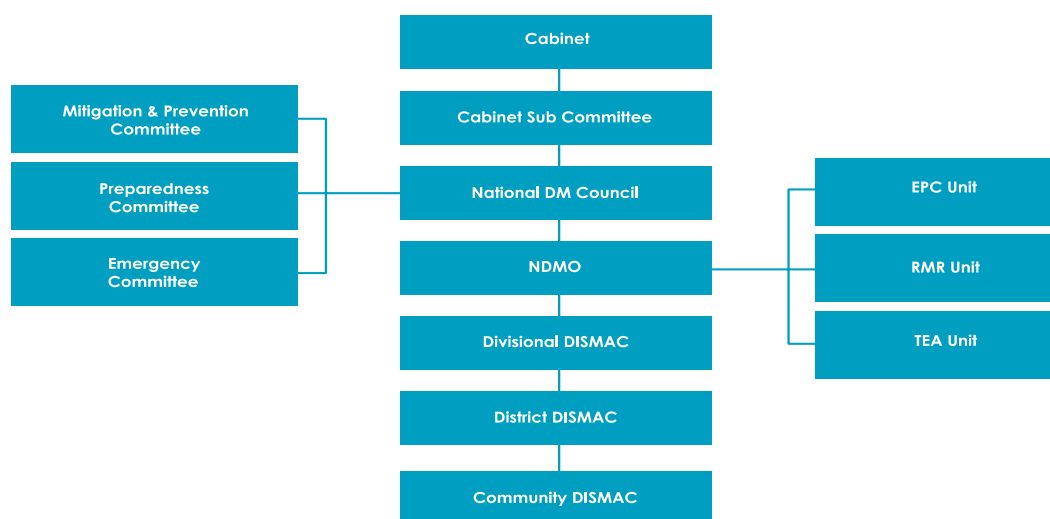 Cabinet
Mitigation & Prevention
Committee
Cabinet Sub Committee
Preparedness
Committee
National DM Council
EPC Unit
Emergency
Committee
NDMO
RMR Unit
Divisional DISMAC
TEA Unit
District DISMAC
Community DISMAC